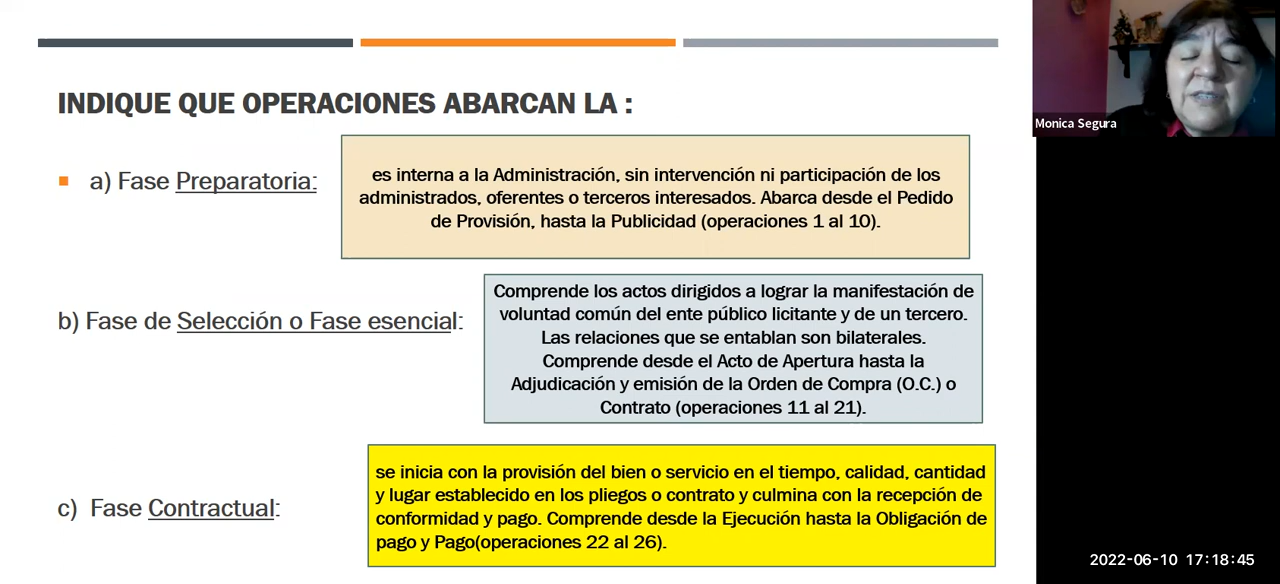 INDIQUE QUE OPERACIONES ABARCAN LA :
a) Fase Preparatoria:
es interna a la Administración, sin intervención ni participación de los
administrados, oferentes o terceros interesados. Abarca desde el Pedido
de Provisión, hasta la Publicidad (operaciones 1 al 10).
b) Fase de Selección o Fase esencial:
Comprende los actos dirigidos a lograr la manifestación de
voluntad común del ente público licitante y de un tercero.
Las relaciones que se entablan son bilaterales.
Comprende desde el Acto de Apertura hasta la
Adjudicación y emisión de la Orden de Compra (O.C.) o
Contrato (operaciones 11 al 21).
c) Fase Contractual:
se inicia con la provisión del bien o servicio en el tiempo, calidad, cantidad
y lugar establecido en los pliegos o contrato y culmina con la recepción de
conformidad y pago. Comprende desde la Ejecución hasta la Obligación de
pago y Pago(operaciones 22 al 26).
Monica Segura
2022-06-10 17:18:45